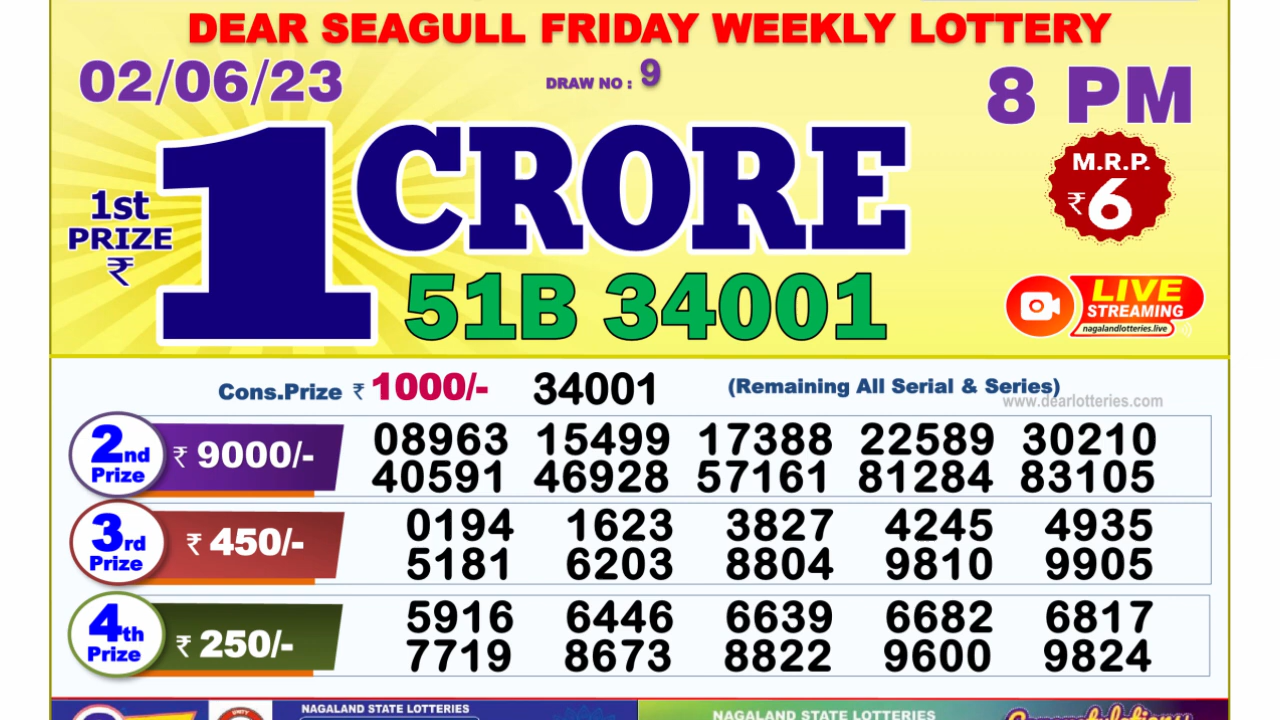 DEAR SEAGULL FRIDAY WEEKLY LOTTERY
02/06/23
DRAW NO : 9
8 PM
1st
PRIZE
₹
1 CRORE
M.R.P.
₹6
51B 34001
LIVE
STREAMING
nagalandlotteries.live
Cons.Prize ₹ 1000/- 34001 (Remaining All Serial & Series)
www.dearlotteries.com
2nd
Prize
₹ 9000/-
08963 15499 17388 22589 30210
40591 46928 57161 81284 83105
3rd
Prize
₹ 450/-
0194 1623 3827 4245 4935
5181 6203 8804 9810 9905
4th
Prize
₹ 250/-
5916 6446 6639 6682 6817
7719 8673 8822 9600 9824
NAGALAND STATE LOTTERIES
NAGALAND STATE LOTTERIES